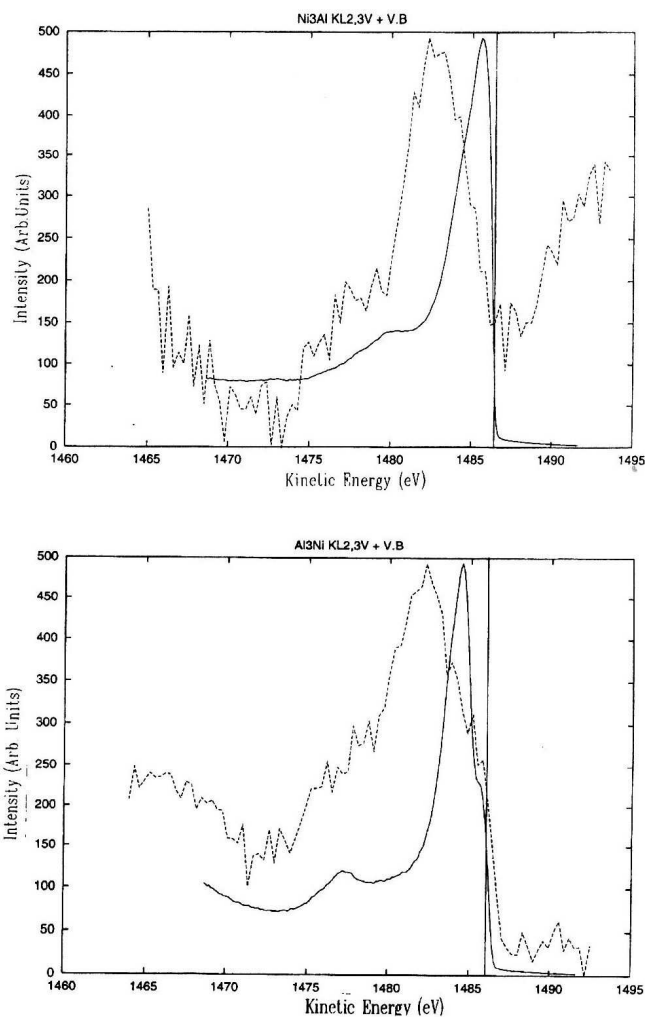 Ni3Al KL2,3V + V.B
500
450
400
350
300
250
200
150
100
50
0
Intensity (Arb.Units)
1460 1465 1470 1475 1480 1485 1490 1495
Kinetic Energy (eV)
Al3Ni KL2,3V + V.B
500
450
400
350
300
250
200
150
100
50
0
Intensity (Arb Units)
1460 1465 1470 1475 1480 1485 1490 1495
Kinetic Energy (eV)